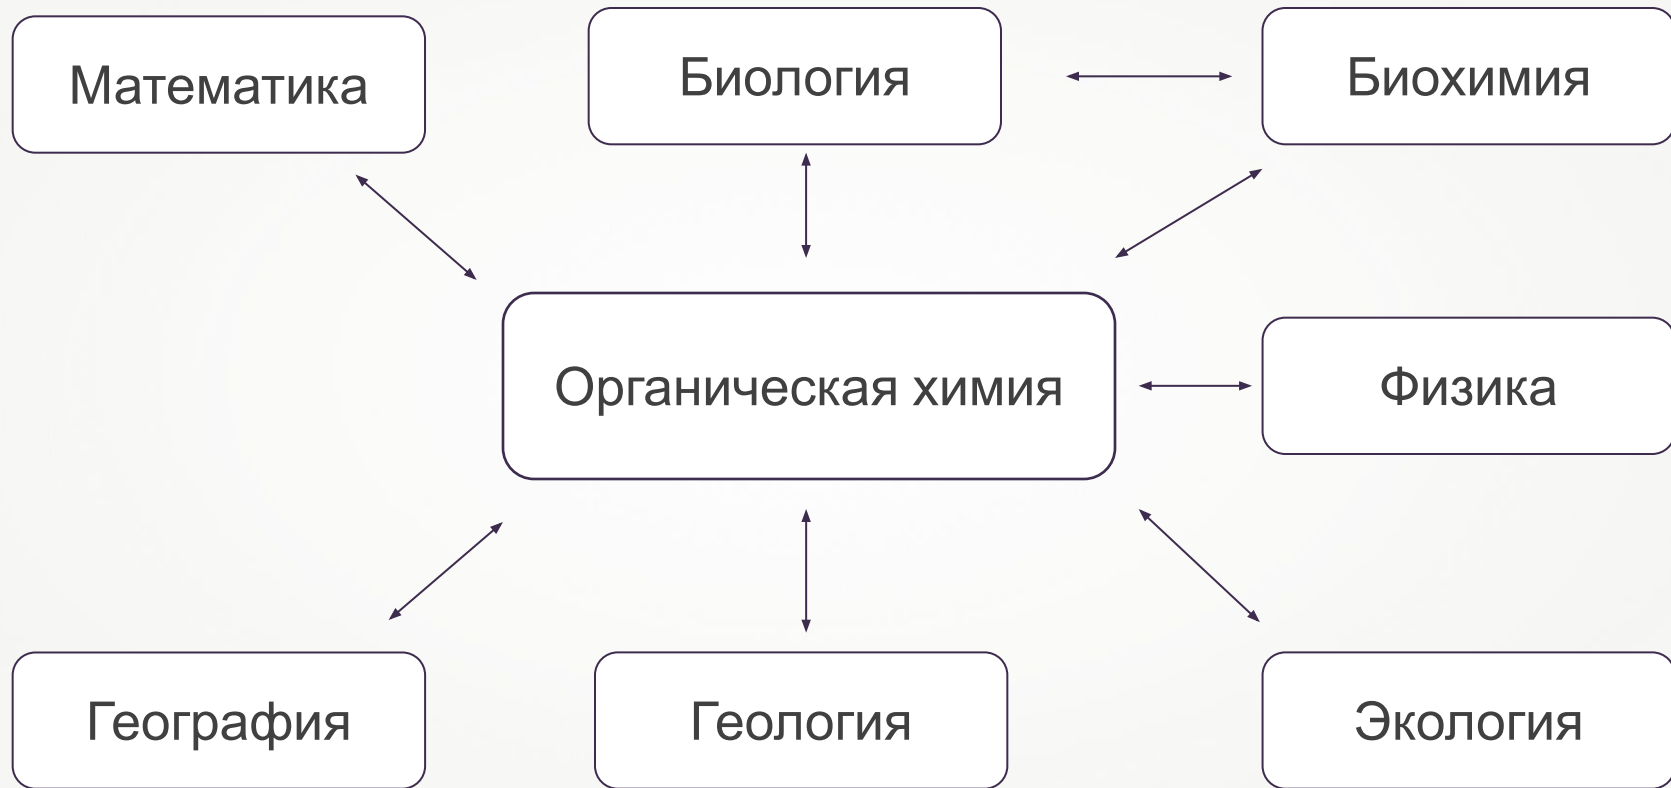 Математика
Биология
Биохимия
Органическая химия
Физика
География
Геология
Экология